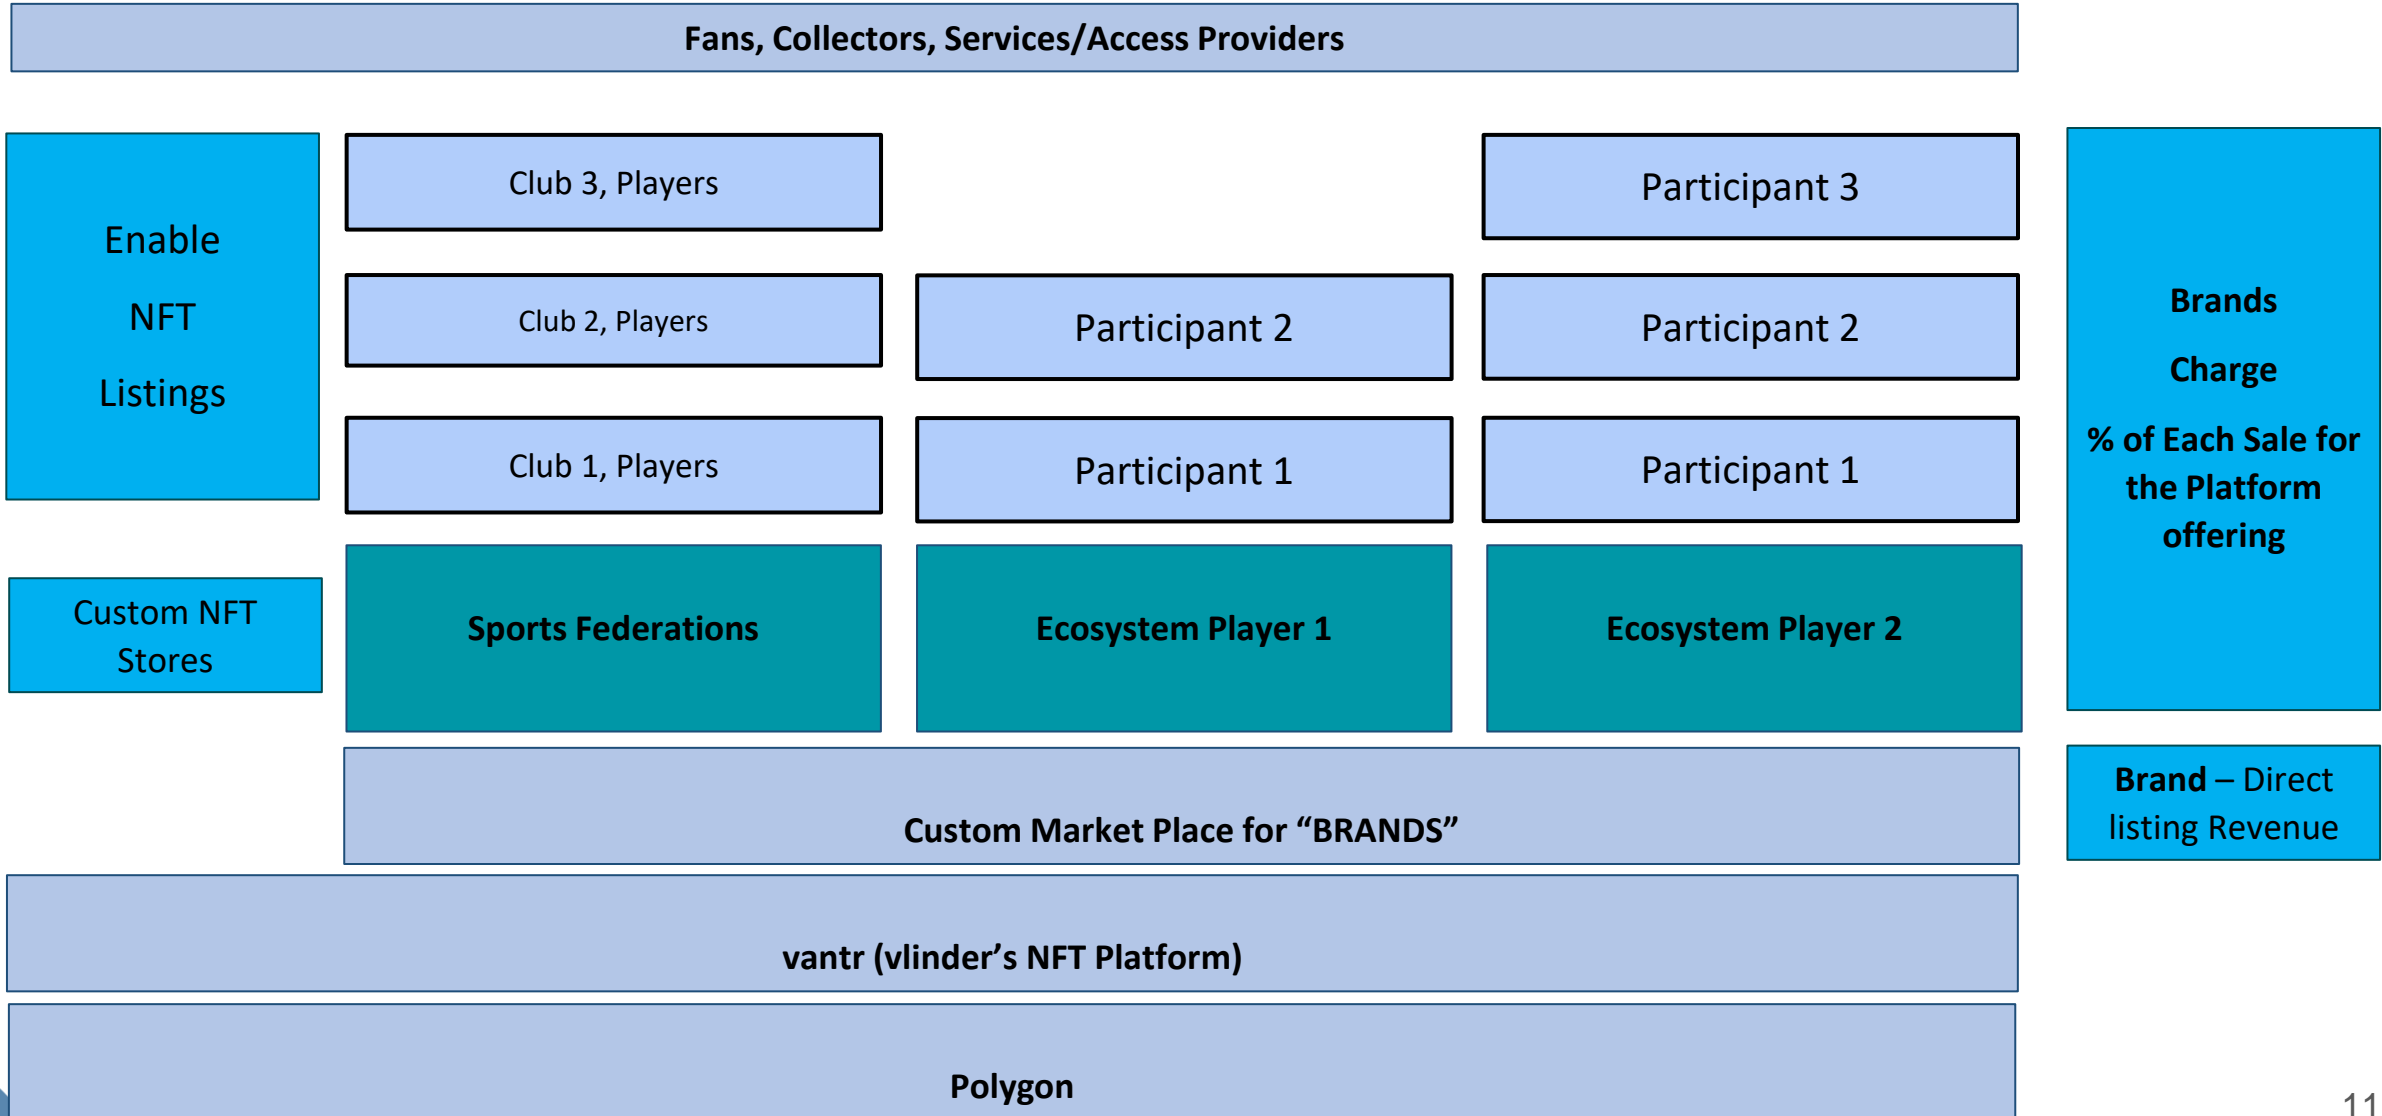 Fans, Collectors, Services/Access Providers
Enable
NFT
Listings
Club 3, Players
Participant 3
Club 2, Players
Participant 2
Participant 2
Club 1, Players
Participant 1
Participant 1
Brands
Charge
% of Each Sale for
the Platform
offering
Custom NFT
Stores
Sports Federations
Ecosystem Player 1
Ecosystem Player 2
Custom Market Place for “BRANDS”
Brand – Direct
listing Revenue
vantr (vlinder’s NFT Platform)
Polygon
11